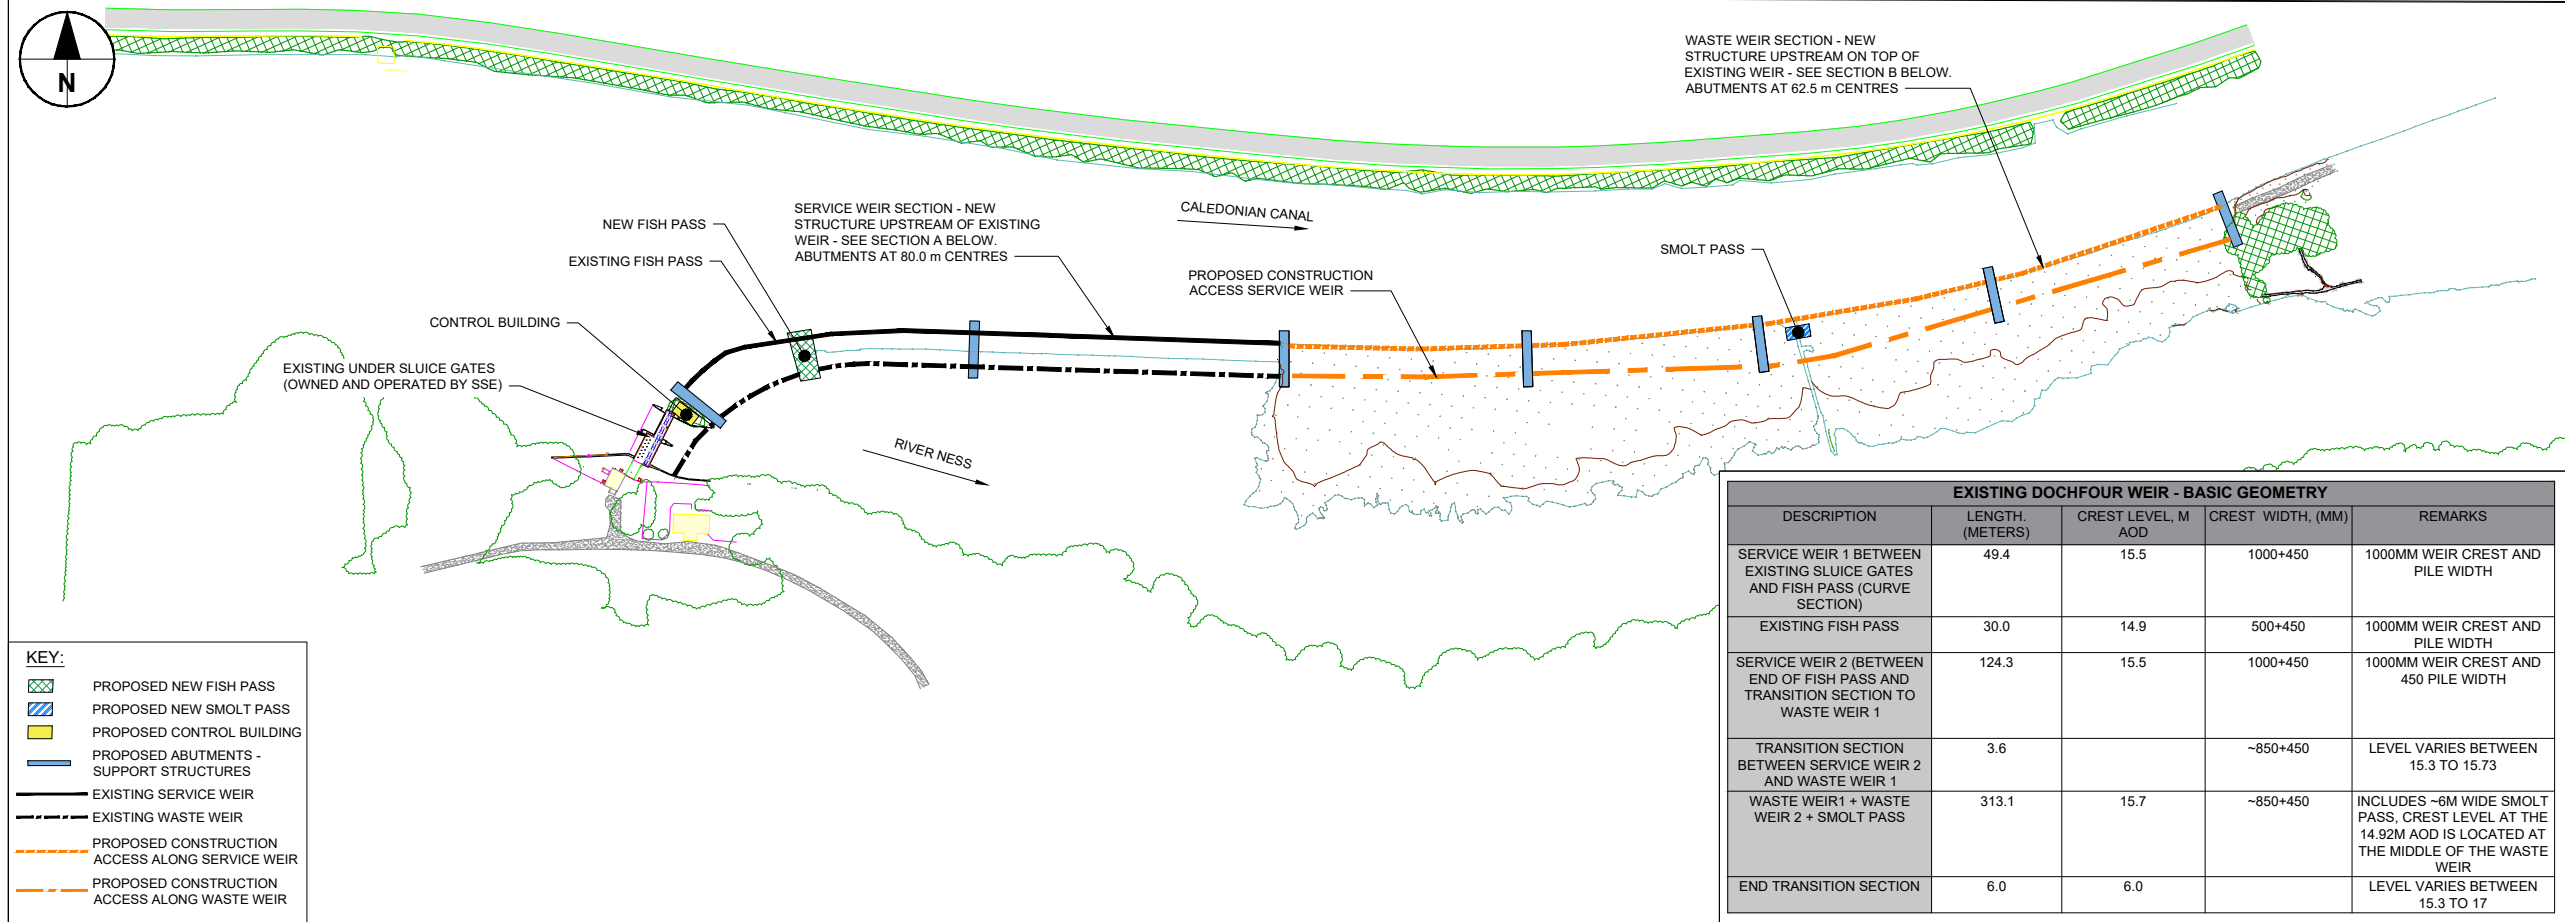 N
WASTE WEIR SECTION - NEW
STRUCTURE UPSTREAM ON TOP OF
EXISTING WEIR - SEE SECTION B BELOW.
ABUTMENTS AT 62.5 m CENTRES
SERVICE WEIR SECTION - NEW
STRUCTURE UPSTREAM OF EXISTING
WEIR - SEE SECTION A BELOW.
ABUTMENTS AT 80.0 m CENTRES
CALEDONIAN CANAL
NEW FISH PASS
EXISTING FISH PASS
SMOLT PASS
PROPOSED CONSTRUCTION
ACCESS SERVICE WEIR
CONTROL BUILDING
EXISTING UNDER SLUICE GATES
(OWNED AND OPERATED BY SSE)
RIVER NESS
KEY:
PROPOSED NEW FISH PASS
PROPOSED NEW SMOLT PASS
PROPOSED CONTROL BUILDING
PROPOSED ABUTMENTS -
SUPPORT STRUCTURES
EXISTING SERVICE WEIR
EXISTING WASTE WEIR
PROPOSED CONSTRUCTION
ACCESS ALONG SERVICE WEIR
PROPOSED CONSTRUCTION
ACCESS ALONG WASTE WEIR
EXISTING DOCHFOUR WEIR - BASIC GEOMETRY
DESCRIPTION
LENGTH.
(METERS)
CREST LEVEL, M
AOD
CREST WIDTH, (MM)
REMARKS
SERVICE WEIR 1 BETWEEN
EXISTING SLUICE GATES
AND FISH PASS (CURVE
SECTION)
49.4
15.5
1000+450
1000MM WEIR CREST AND
PILE WIDTH
EXISTING FISH PASS
30.0
14.9
500+450
1000MM WEIR CREST AND
PILE WIDTH
SERVICE WEIR 2 (BETWEEN
END OF FISH PASS AND
TRANSITION SECTION TO
WASTE WEIR 1
124.3
15.5
1000+450
1000MM WEIR CREST AND
450 PILE WIDTH
TRANSITION SECTION
BETWEEN SERVICE WEIR 2
AND WASTE WEIR 1
3.6
~850+450
LEVEL VARIES BETWEEN
15.3 TO 15.73
WASTE WEIR1 + WASTE
WEIR 2 + SMOLT PASS
313.1
15.7
~850+450
INCLUDES ~6M WIDE SMOLT
PASS, CREST LEVEL AT THE
14.92M AOD IS LOCATED AT
THE MIDDLE OF THE WASTE
WEIR
END TRANSITION SECTION
6.0
6.0
LEVEL VARIES BETWEEN
15.3 TO 17